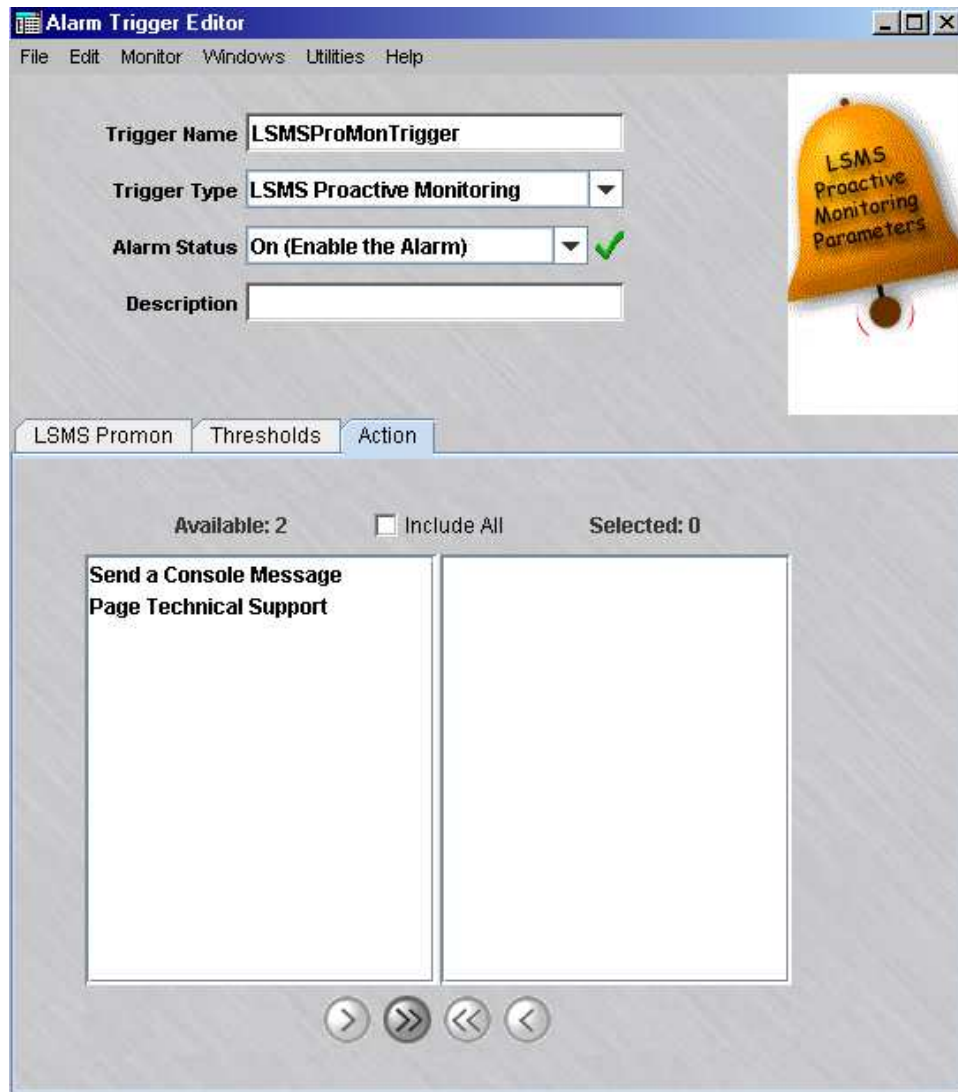 Alarm Trigger Editor
File Edit Monitor Windows Utilities Help
Trigger Name LSMSProMonTrigger
Trigger Type LSMS Proactive Monitoring
Alarm Status On (Enable the Alarm)
Description
LSMS
Proactive
Monitoring
Parameters
LSMS Promon Thresholds Action
Available: 2 Include All Selected: 0
Send a Console Message
Page Technical Support